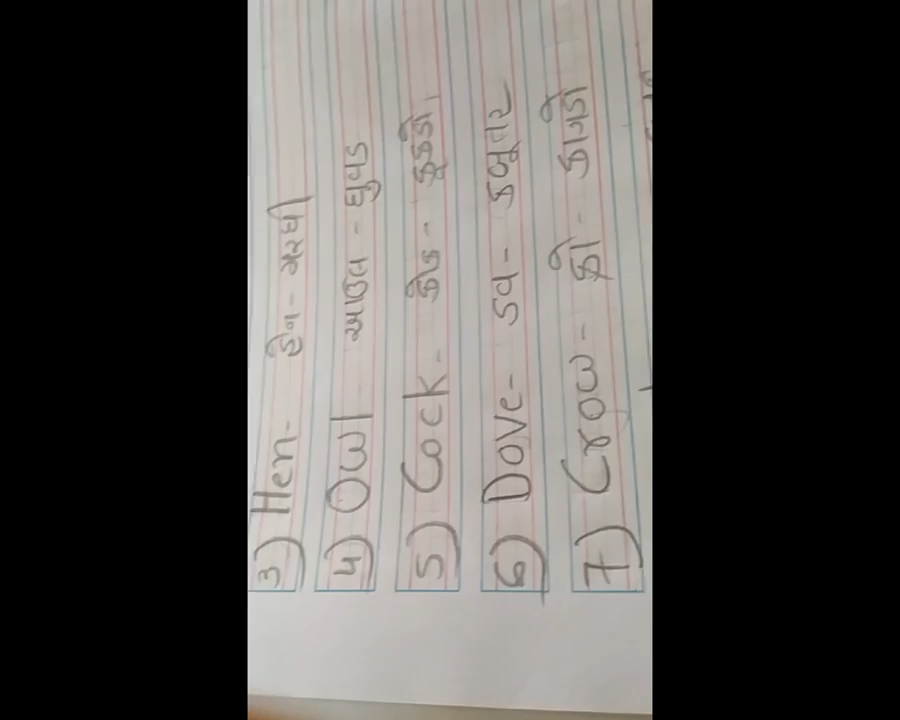 3) Hen - હેન - મરઘી
4) Owl આઉલ - ઘુવડ
5) Cock - કોક - કૂકડો
6) Dove - ડવ - કબૂતર
7) Crow - ક્રો - કાગડો